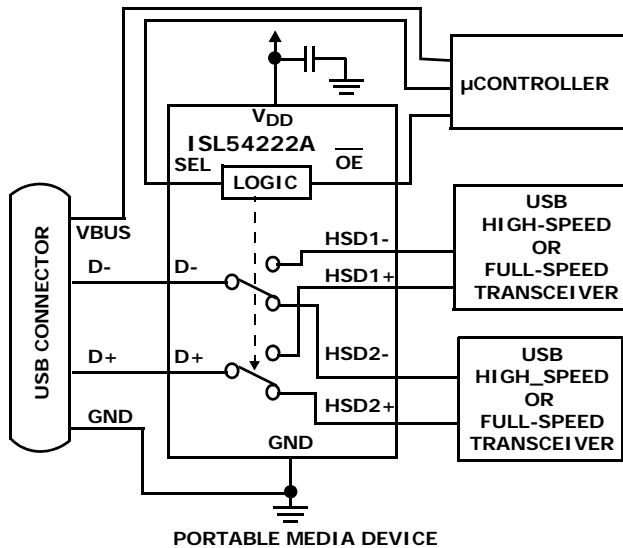 µCONTROLLER
VDD
ISL54222A
SEL
OE
LOGIC
USB CONNECTOR
VBUS
D-
D-
D+
D+
GND
HSD1-
HSD1+
HSD2-
HSD2+
GND
USB
HIGH-SPEED
OR
FULL-SPEED
TRANSCEIVER
USB
HIGH_SPEED
OR
FULL-SPEED
TRANSCEIVER
PORTABLE MEDIA DEVICE